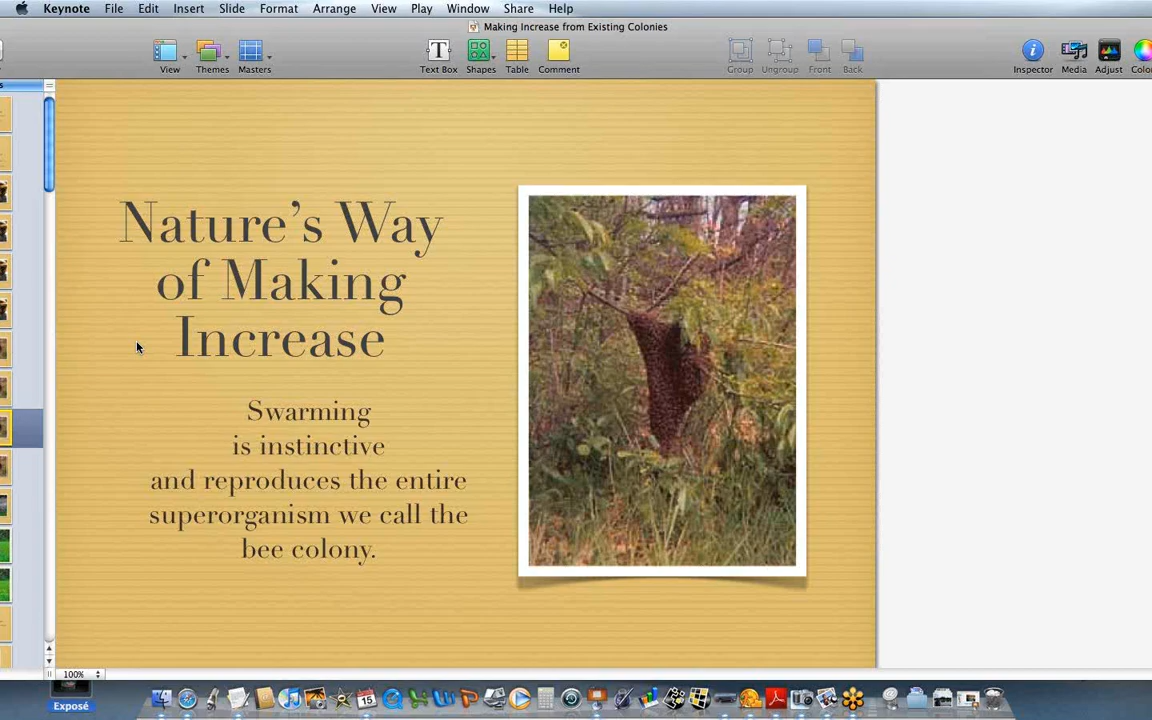 Keynote File Edit Insert Slide Format Arrange View Play Window Share Help
Making Increase from Existing Colonies
View Themes Masters Text Box Shapes Table Comment Group Ungroup Front Back Inspector Media Adjust Colo
Nature's Way
of Making
Increase
Swarming
is instinctive
and reproduces the entire
superorganism we call the
bee colony.
100%
Exposé